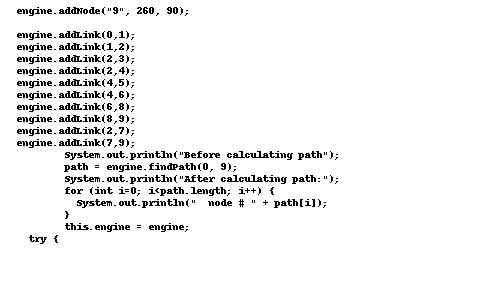 engine.addNode("9", 260, 90);
engine.addLink(0,1);
engine.addLink(1,2);
engine.addLink(2,3);
engine.addLink(2,4);
engine.addLink(4,5);
engine.addLink(4,6);
engine.addLink(6,8);
engine.addLink(8,9);
engine.addLink(2,7);
engine.addLink(7,9);
System.out.println("Before calculating path");
path = engine.findPath(0, 9);
System.out.println("After calculating path:");
for (int i=0; i<path.length; i++) {
System.out.println("  node # " + path[i]);
}
this.engine = engine;
try {